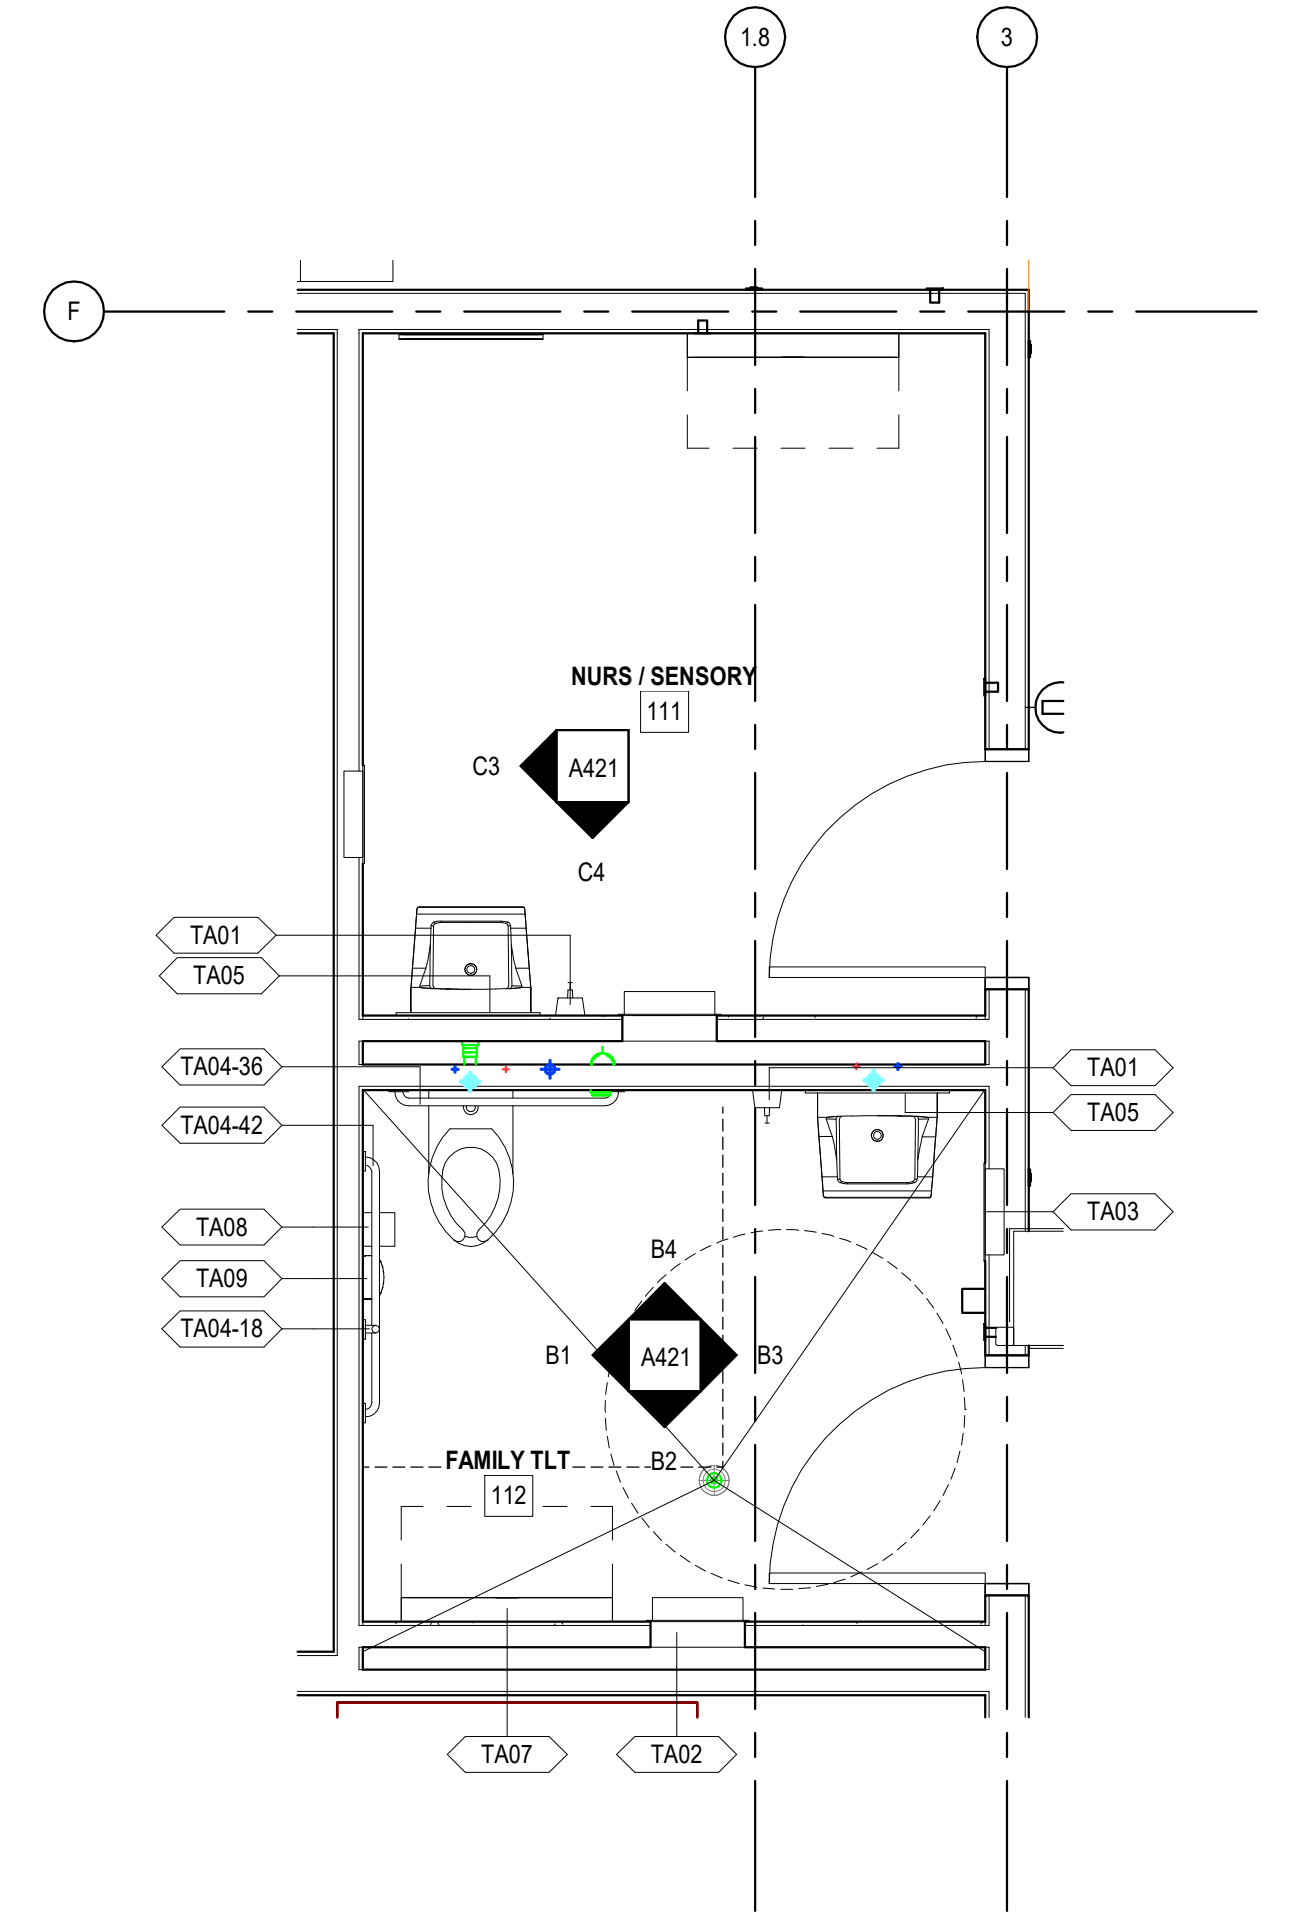 1.8
3
F
NURS / SENSORY
111
C3
A421
C4
TA01
TA05
TA04-36
TA01
TA04-42
TA05
TA08
TA03
B4
TA09
TA04-18
B1
A421
B3
FAMILY TLT
B2
112
TA07
TA02